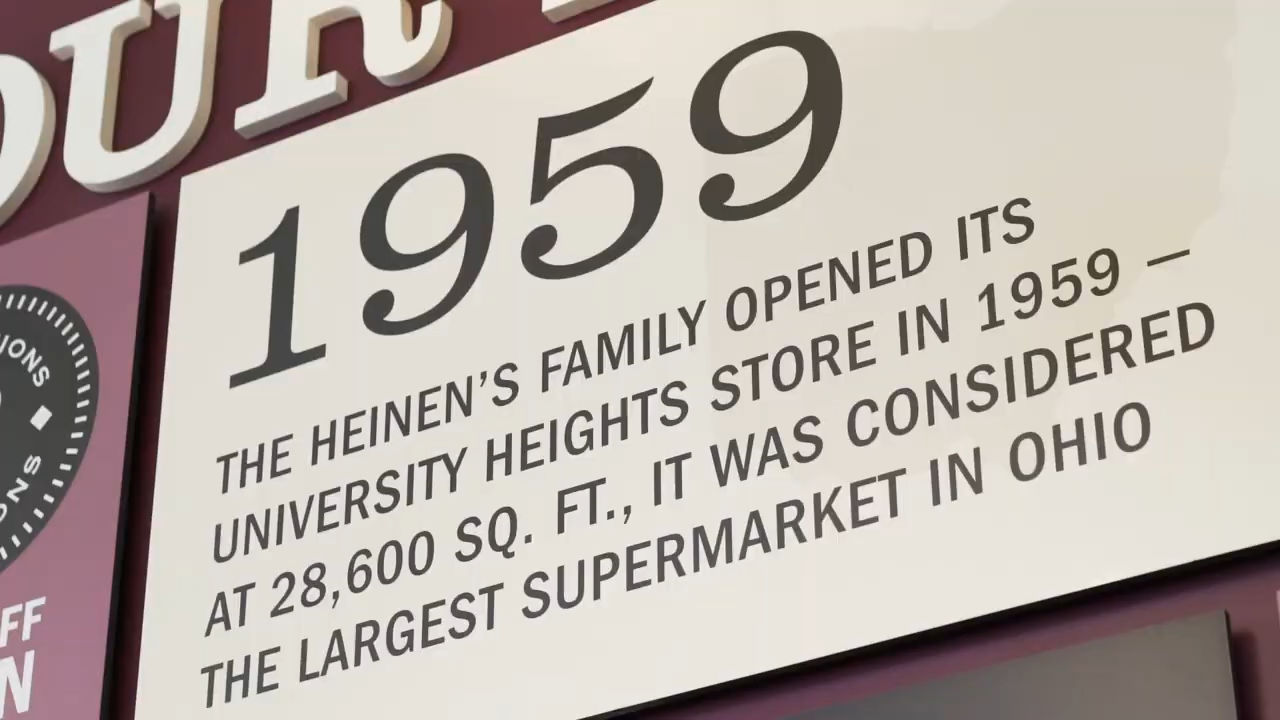 OUR
1959
THE HEINEN'S FAMILY OPENED ITS
UNIVERSITY HEIGHTS STORE IN 1959 —
AT 28,600 SQ. FT., IT WAS CONSIDERED
THE LARGEST SUPERMARKET IN OHIO